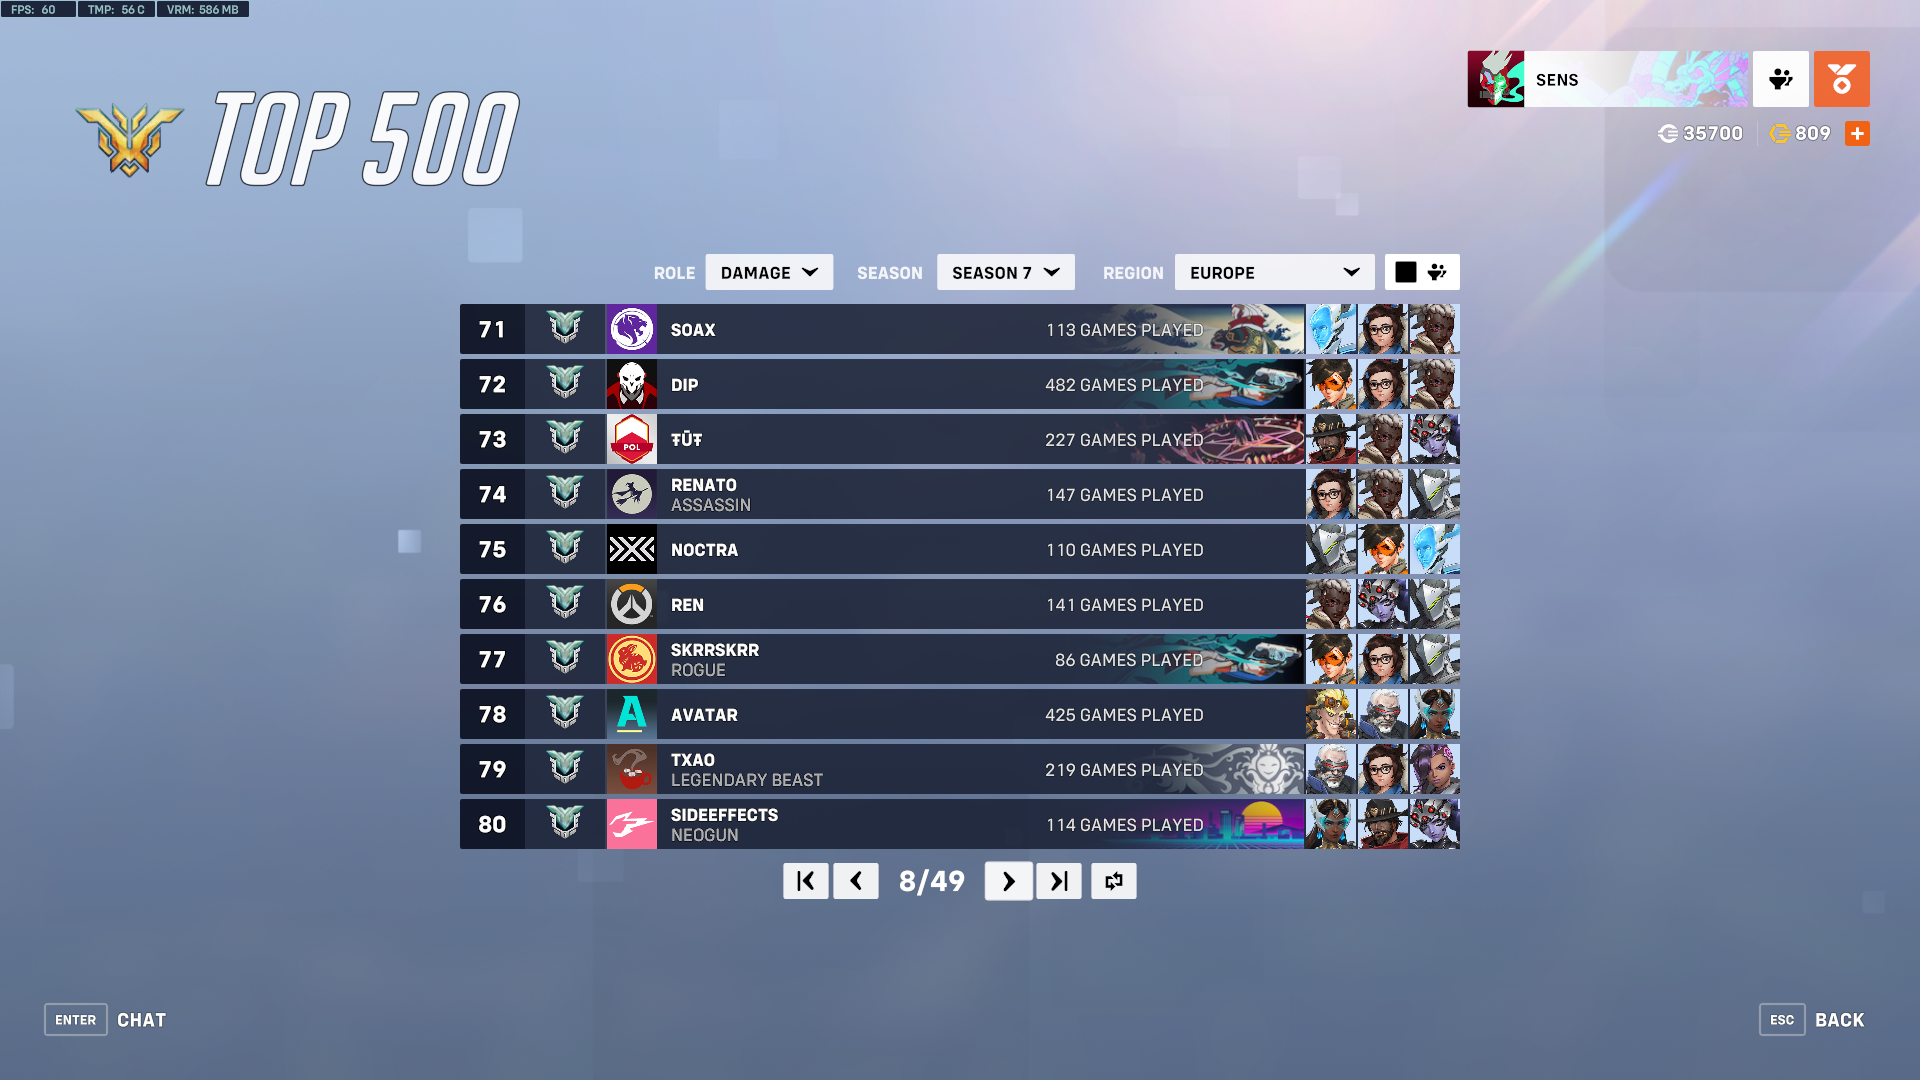 FPS: 60 TMP: 56 C VRM: 586 MB
TOP 500
SENS
35700 809
ROLE DAMAGE SEASON SEASON 7 REGION EUROPE
71 SOAX 113 GAMES PLAYED
72 DIP 482 GAMES PLAYED
73 POL ŦŪŦ 227 GAMES PLAYED
74 RENATO 147 GAMES PLAYED
ASSASSIN
75 NOCTRA 110 GAMES PLAYED
76 REN 141 GAMES PLAYED
77 SKRRSKRR 86 GAMES PLAYED
ROGUE
78 AVATAR 425 GAMES PLAYED
79 TXAO 219 GAMES PLAYED
LEGENDARY BEAST
80 SIDEEFFECTS 114 GAMES PLAYED
NEOGUN
8/49
ENTER CHAT
ESC BACK